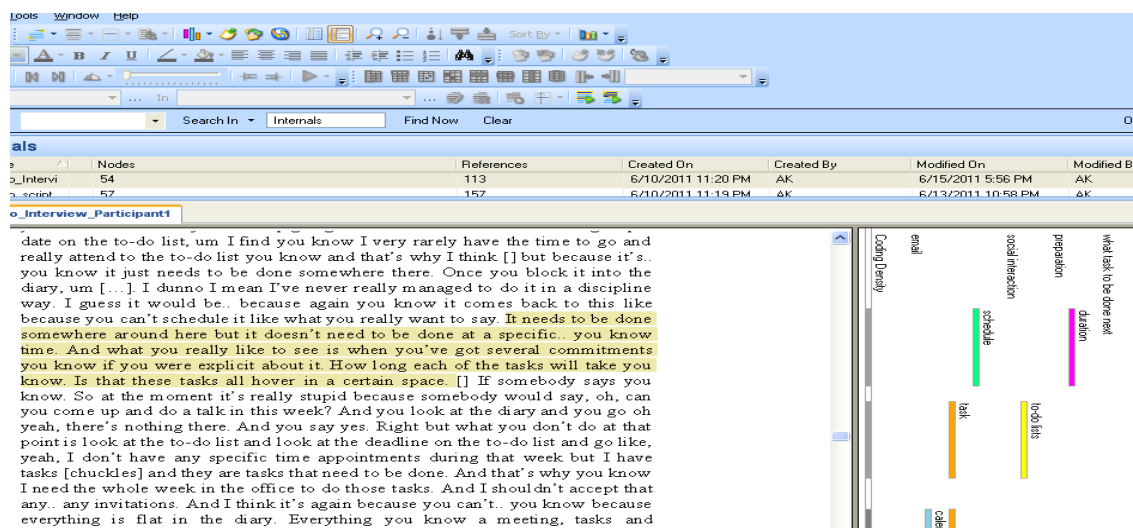 Tools Window Help
Sort By
A B I U
... In ...
Search In Internals Find Now Clear
als
Nodes References Created On Created By Modified On Modified B
o_Intervi 54 113 6/10/2011 11:20 PM AK 6/15/2011 5:56 PM AK
o_script 57 157 6/10/2011 11:19 PM AK 6/13/2011 10:58 PM AK
o_Interview_Participant1
date on the to-do list, um I find you know I very rarely have the time to go and
really attend to the to-do list you know and that's why I think [] but because it's..
you know it just needs to be done somewhere there. Once you block it into the
diary, um [...]. I dunno I mean I've never really managed to do it in a discipline
way. I guess it would be.. because again you know it comes back to this like
because you can't schedule it like what you really want to say. It needs to be done
somewhere around here but it doesn't need to be done at a specific.. you know
time. And what you really like to see is when you've got several commitments
you know if you were explicit about it. How long each of the tasks will take you
know. Is that these tasks all hover in a certain space. [] If somebody says you
know. So at the moment it's really stupid because somebody would say, oh, can
you come up and do a talk in this week? And you look at the diary and you go oh
yeah, there's nothing there. And you say yes. Right but what you don't do at that
point is look at the to-do list and look at the deadline on the to-do list and go like,
yeah, I don't have any specific time appointments during that week but I have
tasks [chuckles] and they are tasks that need to be done. And that's why you know
I need the whole week in the office to do those tasks. And I shouldn't accept that
any.. any invitations. And I think it's again because you can't.. you know because
everything is flat in the diary. Everything you know a meeting, tasks and
Coding Density
email
social interaction
preparation
what task to be done next
schedule
duration
task
to-do lists
cale